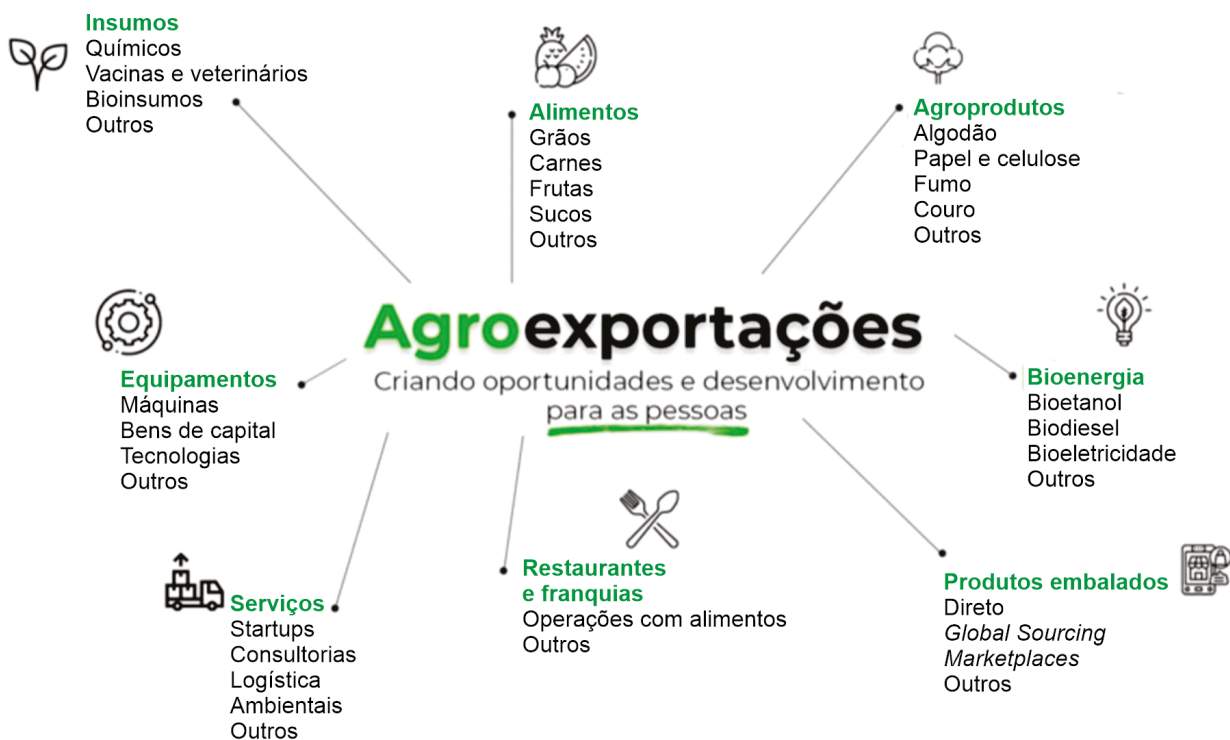 Insumos
Químicos
Vacinas e veterinários
Bioinsumos
Outros
Alimentos
Grãos
Carnes
Frutas
Sucos
Outros
Agroprodutos
Algodão
Papel e celulose
Fumo
Couro
Outros
Agroexportações
Criando oportunidades e desenvolvimento
para as pessoas
Equipamentos
Máquinas
Bens de capital
Tecnologias
Outros
Bioenergia
Bioetanol
Biodiesel
Bioeletricidade
Outros
Serviços
Startups
Consultorias
Logística
Ambientais
Outros
Restaurantes
e franquias
Operações com alimentos
Outros
Produtos embalados
Direto
Global Sourcing
Marketplaces
Outros